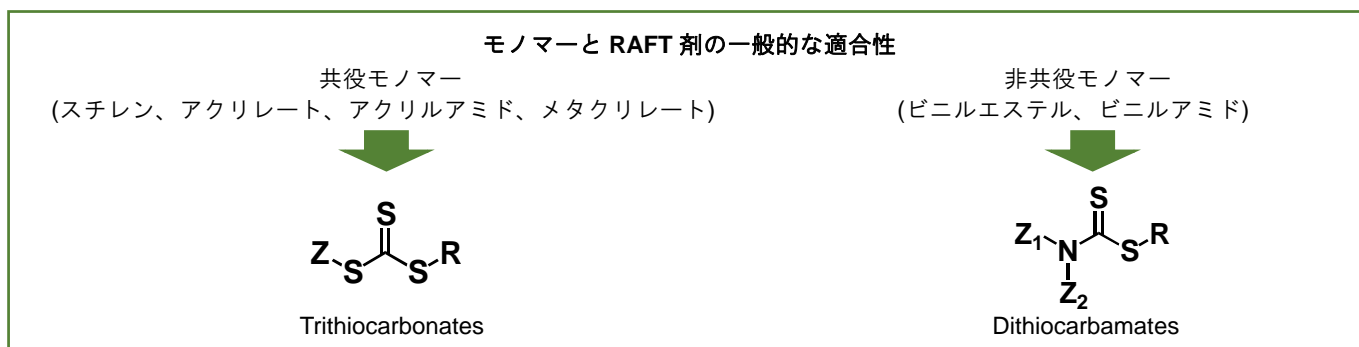 モノマーと RAFT 剤の一般的な適合性
共役モノマー
(スチレン、アクリレート、アクリルアミド、メタクリレート)
非共役モノマー
(ビニルエステル、ビニルアミド)
S
Z
S
S
R
Trithiocarbonates
S
Z1
N
S
R
Z2
Dithiocarbamates